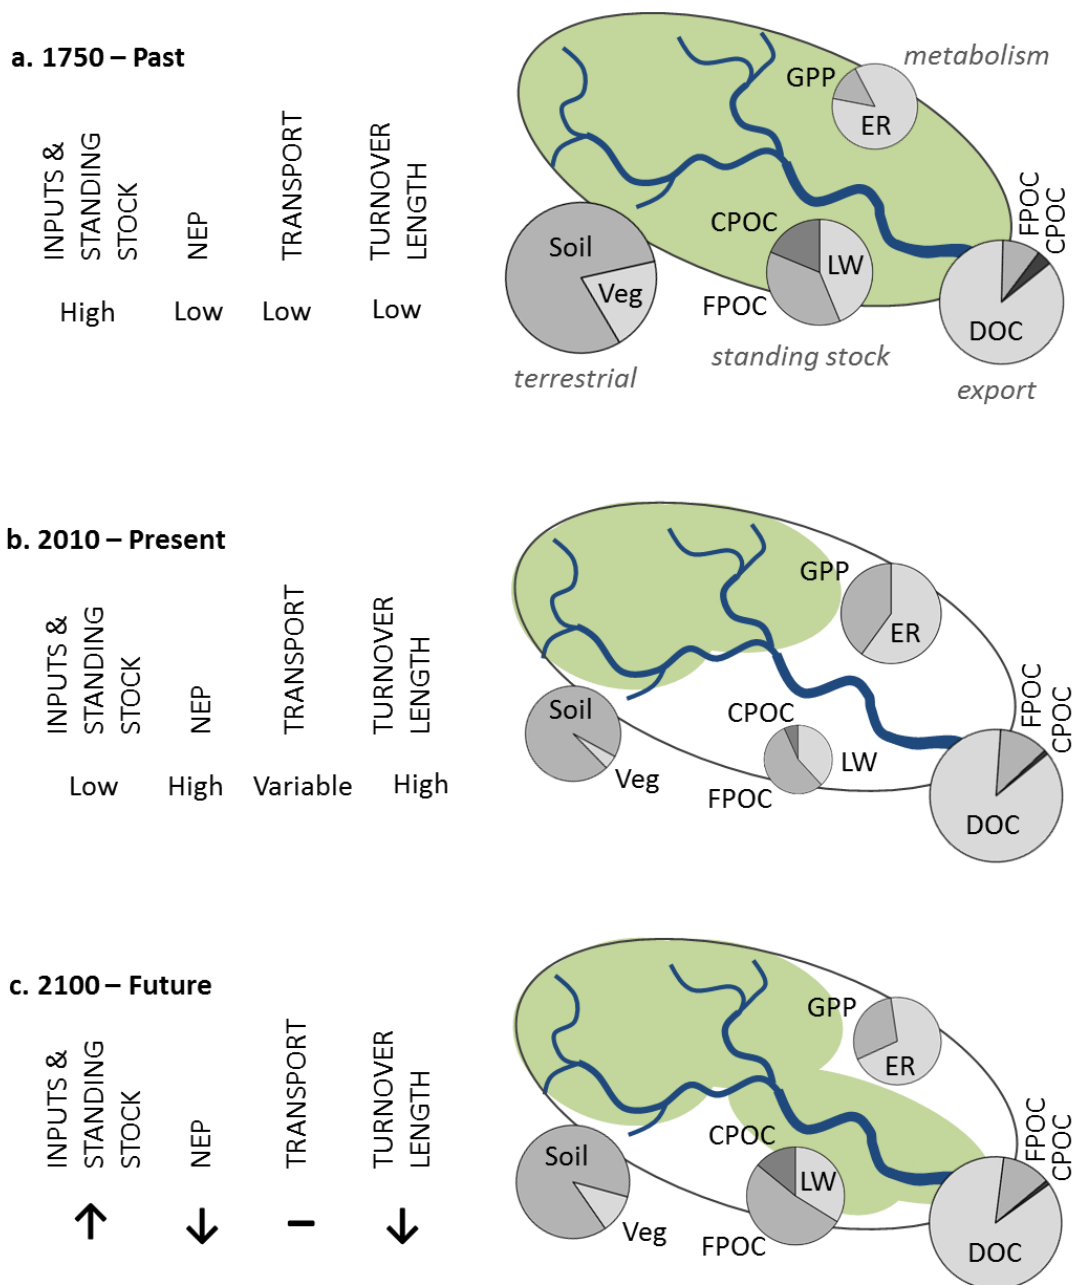 a. 1750 – Past
INPUTS &
STANDING
STOCK
NEP
TRANSPORT
TURNOVER
LENGTH
High
Low
Low
Low
metabolism
GPP
ER
FPOC
CPOC
Soil
Veg
terrestrial
CPOC
LW
FPOC
standing stock
DOC
export
b. 2010 – Present
INPUTS &
STANDING
STOCK
NEP
TRANSPORT
TURNOVER
LENGTH
Low
High
Variable
High
GPP
ER
FPOC
CPOC
Soil
Veg
CPOC
LW
FPOC
DOC
c. 2100 – Future
INPUTS &
STANDING
STOCK
NEP
TRANSPORT
TURNOVER
LENGTH
↑
↓
–
↓
GPP
ER
FPOC
CPOC
Soil
Veg
CPOC
LW
FPOC
DOC